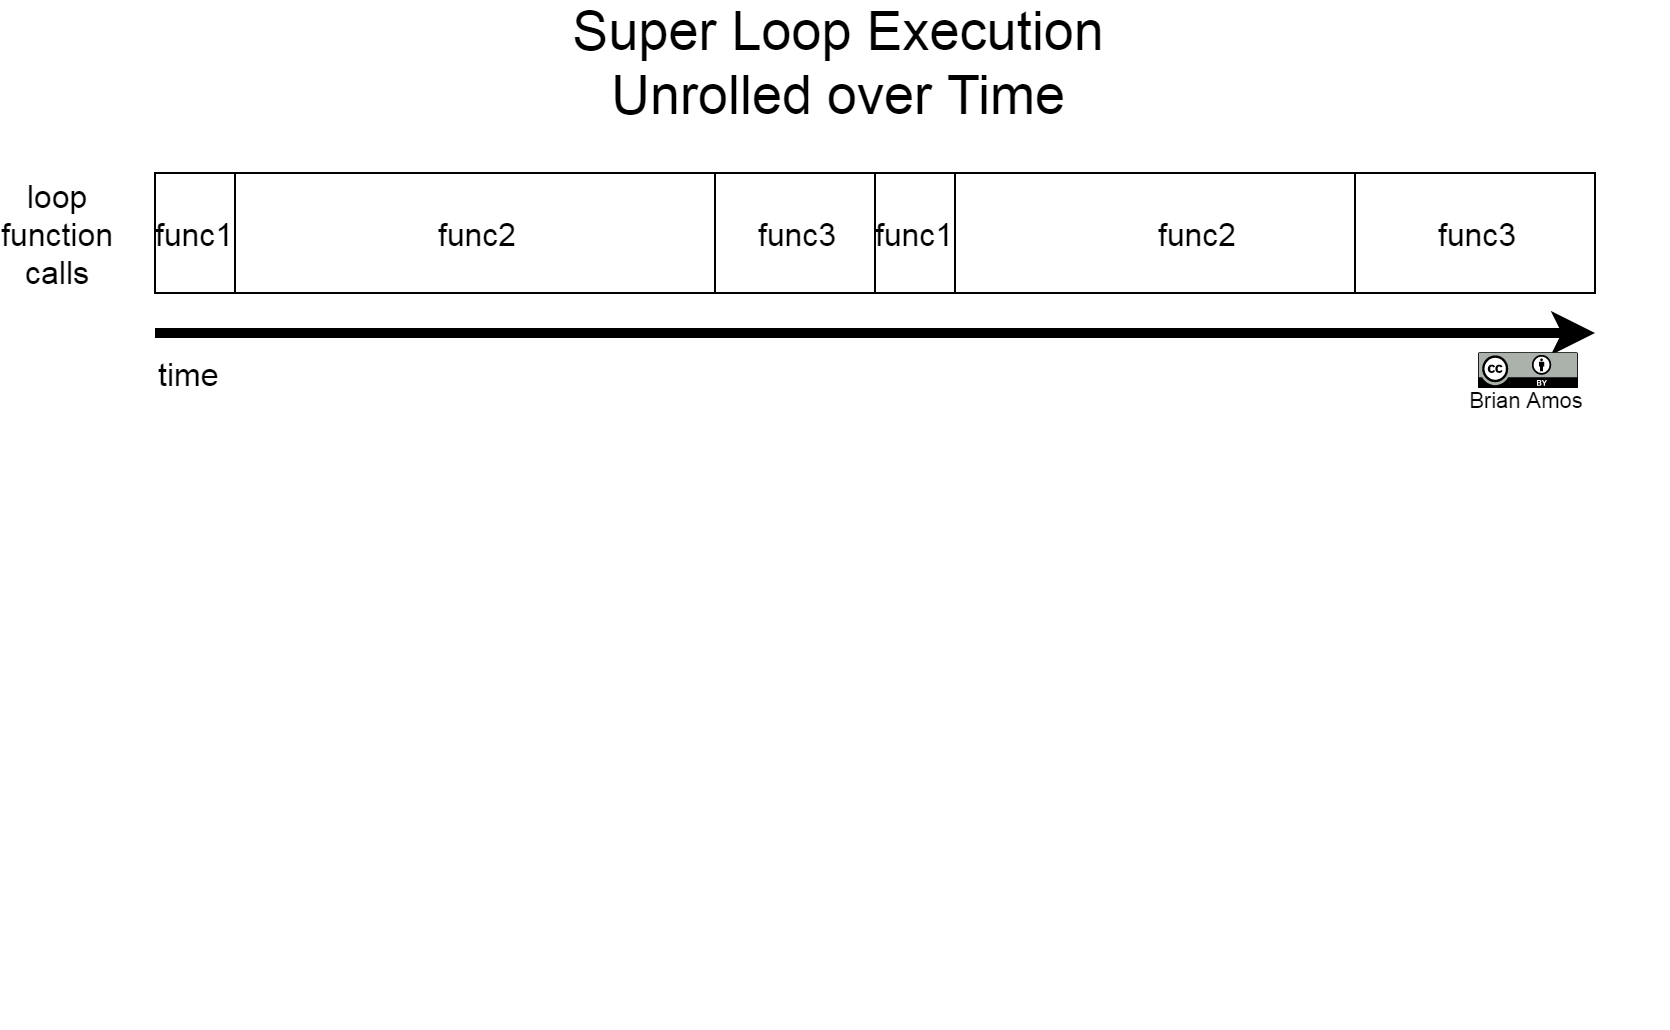 Super Loop Execution
Unrolled over Time
loop
function
calls
func1
func2
func3
func1
func2
func3
time
cc
BY
Brian Amos